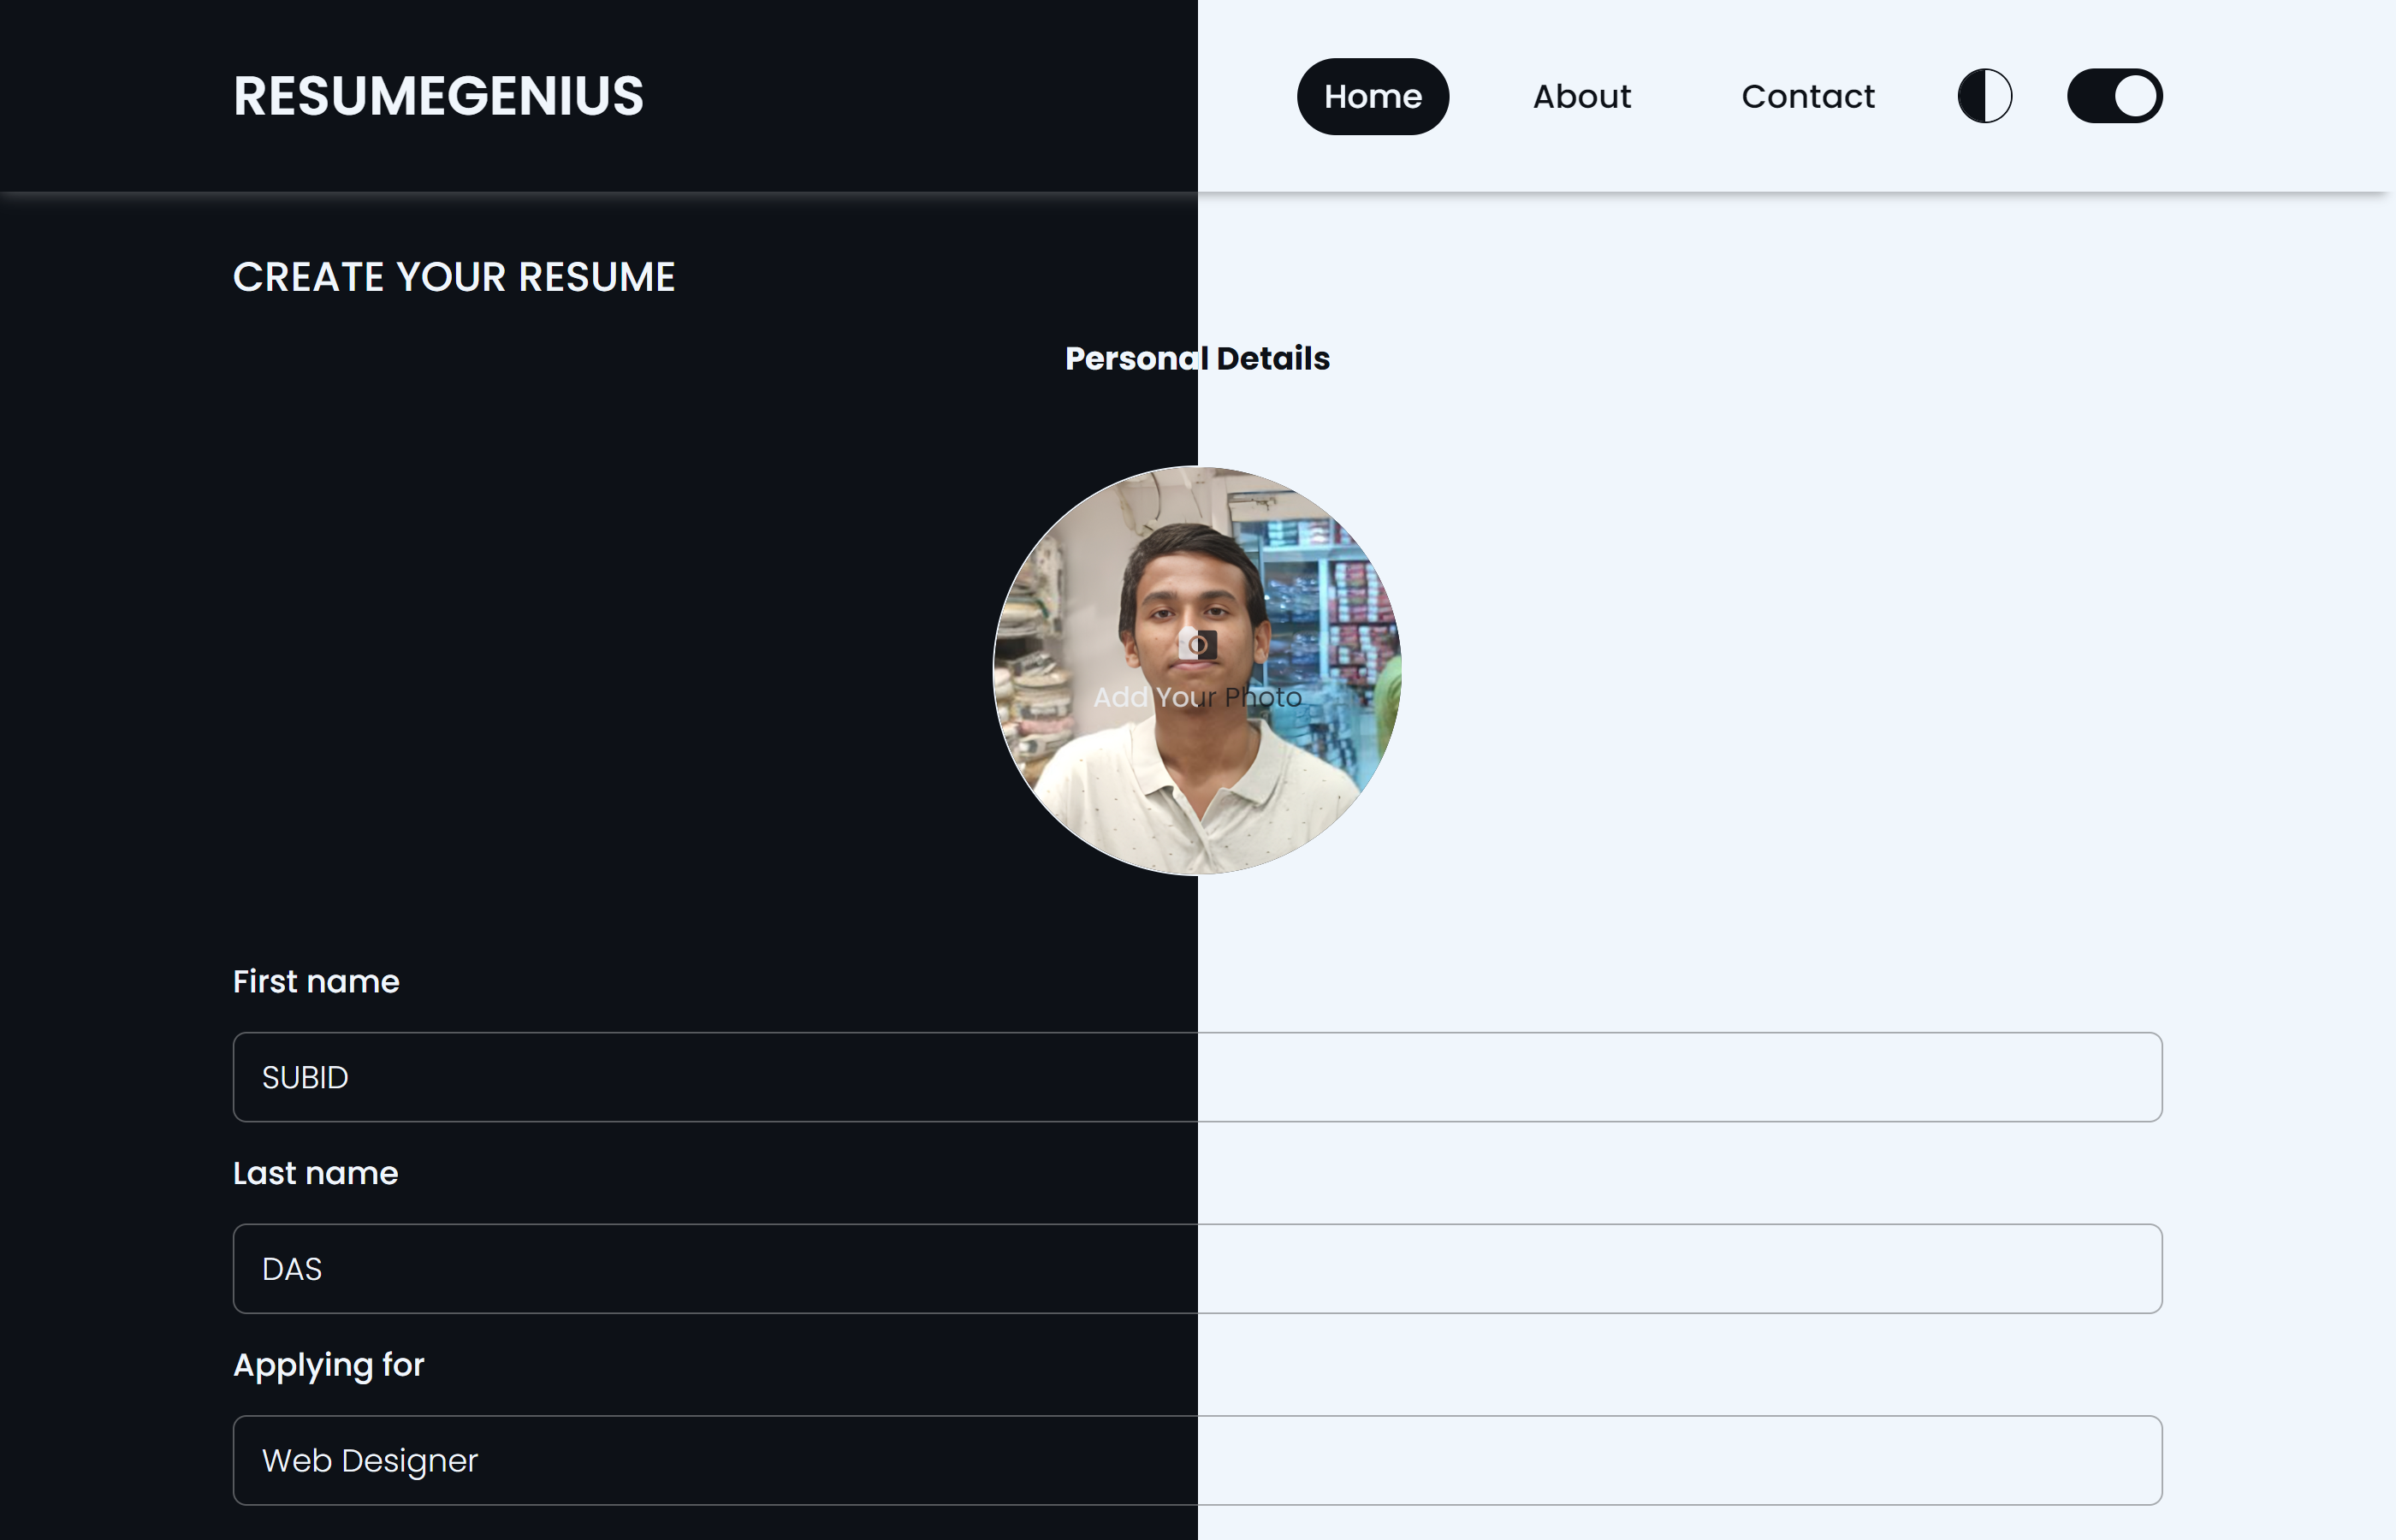 RESUMEGENIUS
Home About Contact
CREATE YOUR RESUME
Personal Details
Add Your Photo
First name
SUBID
Last name
DAS
Applying for
Web Designer